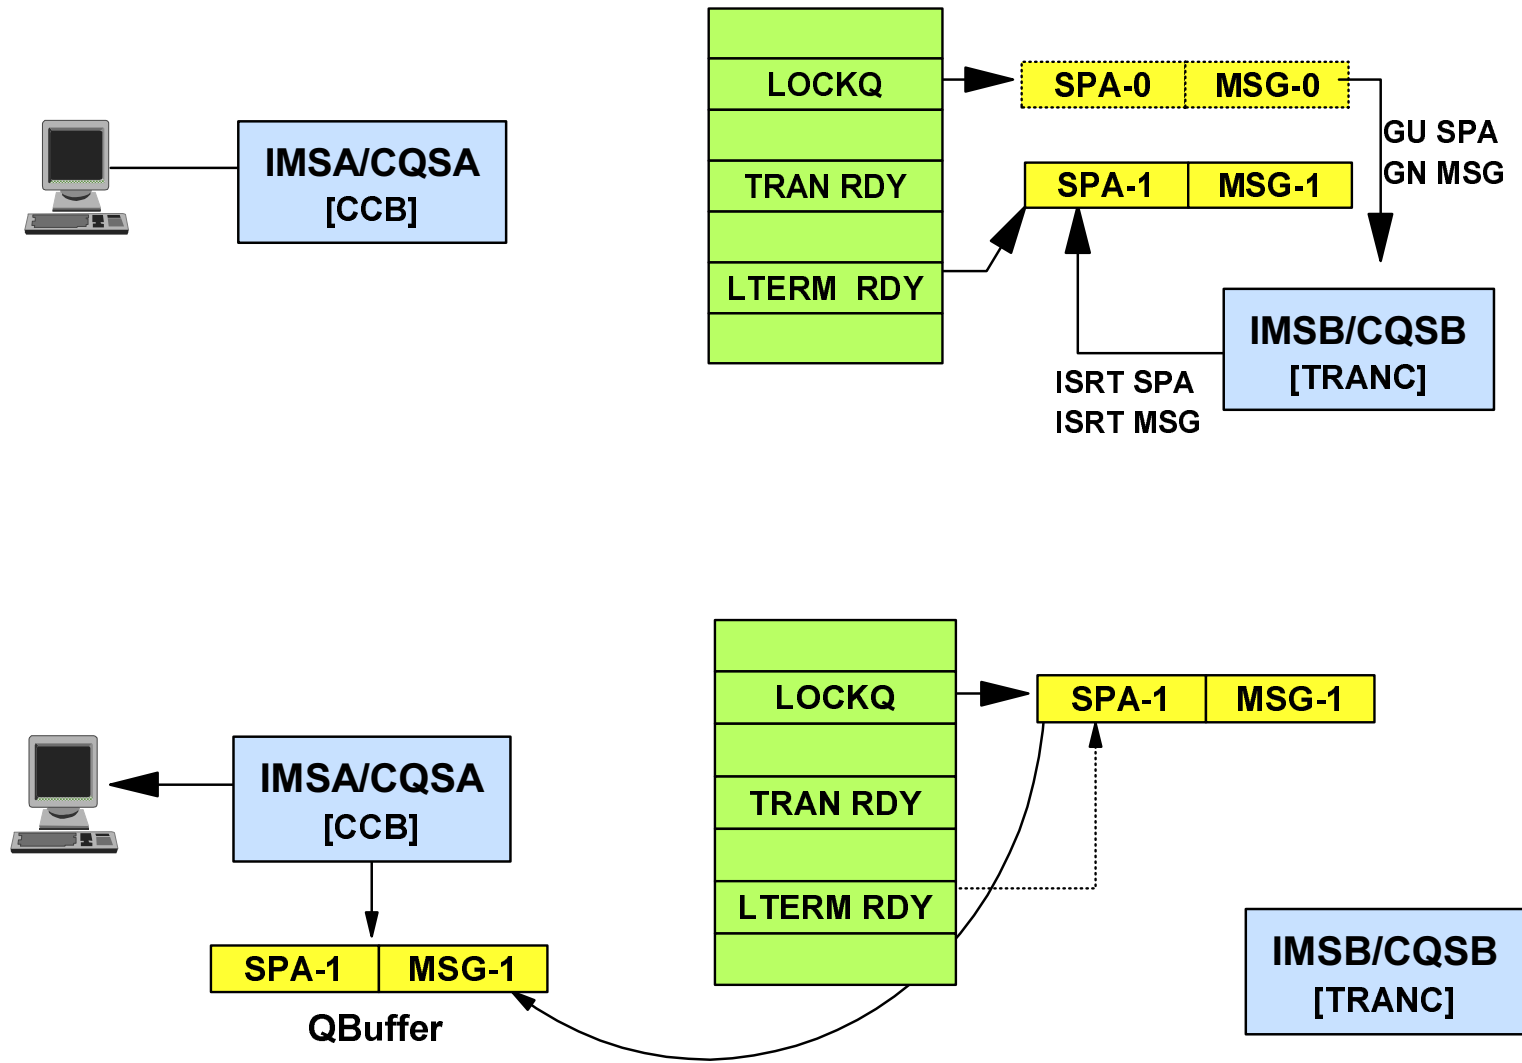 IMSA/CQSA
[CCB]
LOCKQ
TRAN RDY
LTERM RDY
SPA-0 MSG-0
SPA-1 MSG-1
GU SPA
GN MSG
IMSB/CQSB
[TRANC]
ISRT SPA
ISRT MSG
IMSA/CQSA
[CCB]
SPA-1 MSG-1
QBuffer
LOCKQ
TRAN RDY
LTERM RDY
SPA-1 MSG-1
IMSB/CQSB
[TRANC]